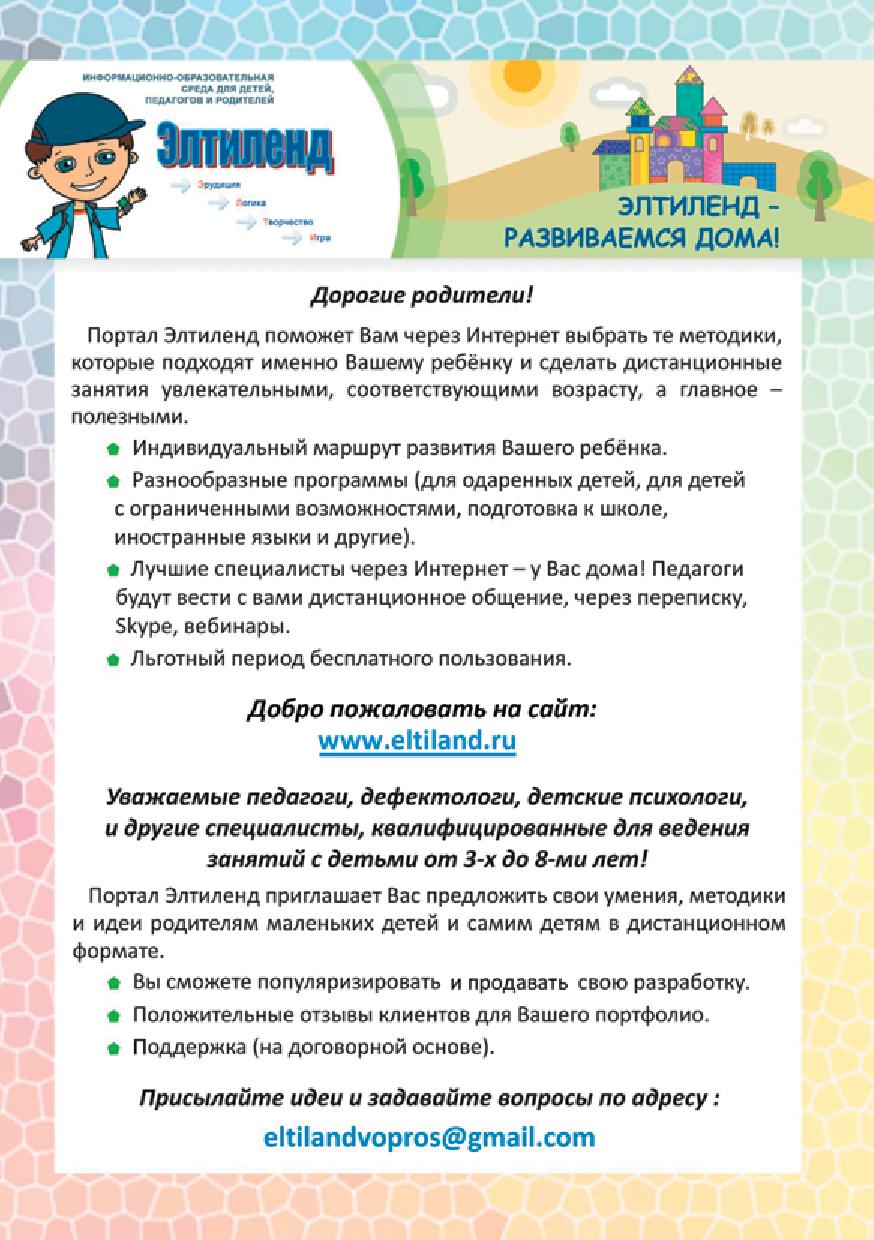 ИНФОРМАЦИОННО-ОБРАЗОВАТЕЛЬНАЯ
СРЕДА ДЛЯ ДЕТЕЙ,
ПЕДАГОГОВ И РОДИТЕЛЕЙ
Элтиленд
Эрудиция
Логика
Творчество
Игра
ЭЛТИЛЕНД -
РАЗВИВАЕМСЯ ДОМА!
Дорогие родители!
Портал Элтиленд поможет Вам через Интернет выбрать те методики,
которые подходят именно Вашему ребёнку и сделать дистанционные
занятия увлекательными, соответствующими возрасту, а главное –
полезными.
Индивидуальный маршрут развития Вашего ребёнка.
Разнообразные программы (для одаренных детей, для детей
с ограниченными возможностями, подготовка к школе,
иностранные языки и другие).
Лучшие специалисты через Интернет – у Вас дома! Педагоги
будут вести с вами дистанционное общение, через переписку,
Skype, вебинары.
Льготный период бесплатного пользования.
Добро пожаловать на сайт:
www.eltiland.ru
Уважаемые педагоги, дефектологи, детские психологи,
и другие специалисты, квалифицированные для ведения
занятий с детьми от 3-х до 8-ми лет!
Портал Элтиленд приглашает Вас предложить свои умения, методики
и идеи родителям маленьких детей и самим детям в дистанционном
формате.
Вы сможете популяризировать и продавать свою разработку.
Положительные отзывы клиентов для Вашего портфолио.
Поддержка (на договорной основе).
Присылайте идеи и задавайте вопросы по адресу :
eltilandvopros@gmail.com